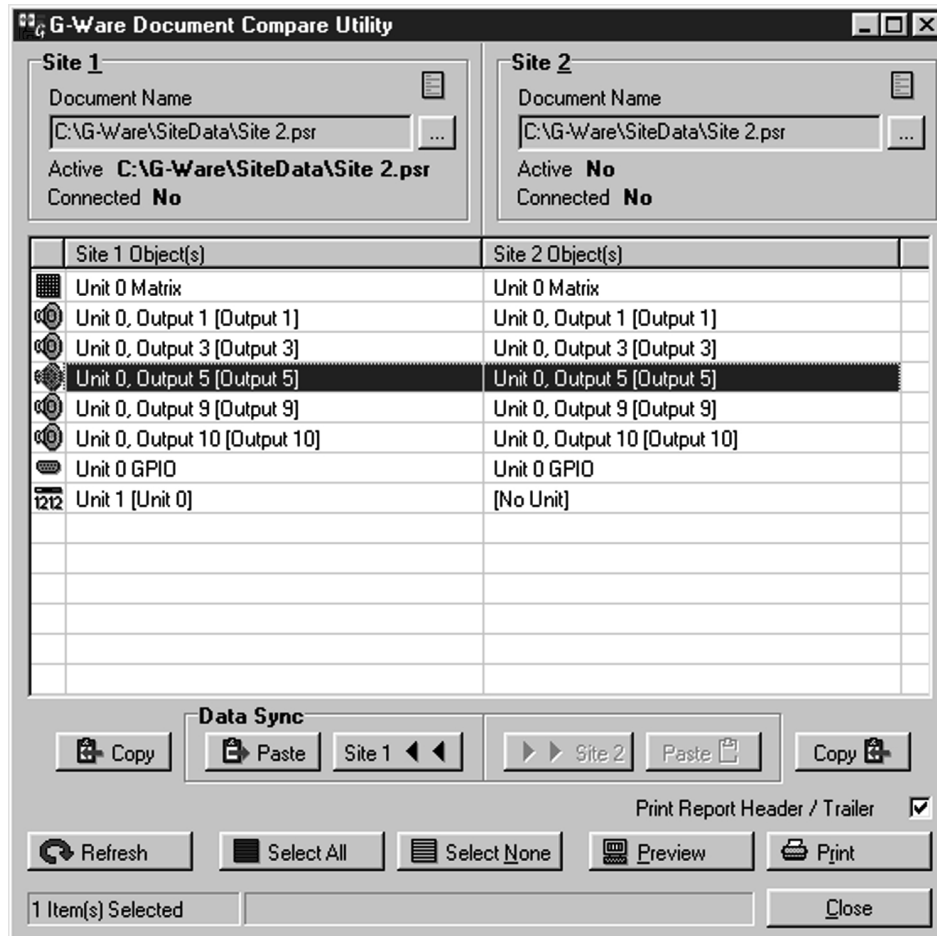 G-Ware Document Compare Utility
Site 1
Document Name
C:\G-Ware\SiteData\Site 2.psr
...
Active C:\G-Ware\SiteData\Site 2.psr
Connected No
Site 2
Document Name
C:\G-Ware\SiteData\Site 2.psr
...
Active No
Connected No
Site 1 Object(s) Site 2 Object(s)
Unit 0 Matrix Unit 0 Matrix
Unit 0, Output 1 [Output 1] Unit 0, Output 1 [Output 1]
Unit 0, Output 3 [Output 3] Unit 0, Output 3 [Output 3]
Unit 0, Output 5 [Output 5] Unit 0, Output 5 [Output 5]
Unit 0, Output 9 [Output 9] Unit 0, Output 9 [Output 9]
Unit 0, Output 10 [Output 10] Unit 0, Output 10 [Output 10]
Unit 0 GPIO Unit 0 GPIO
1212 Unit 1 [Unit 0] [No Unit]
Data Sync
Copy Paste Site 1 Site 2 Paste Copy
Print Report Header / Trailer
Refresh Select All Select None Preview Print
1 Item(s) Selected Close